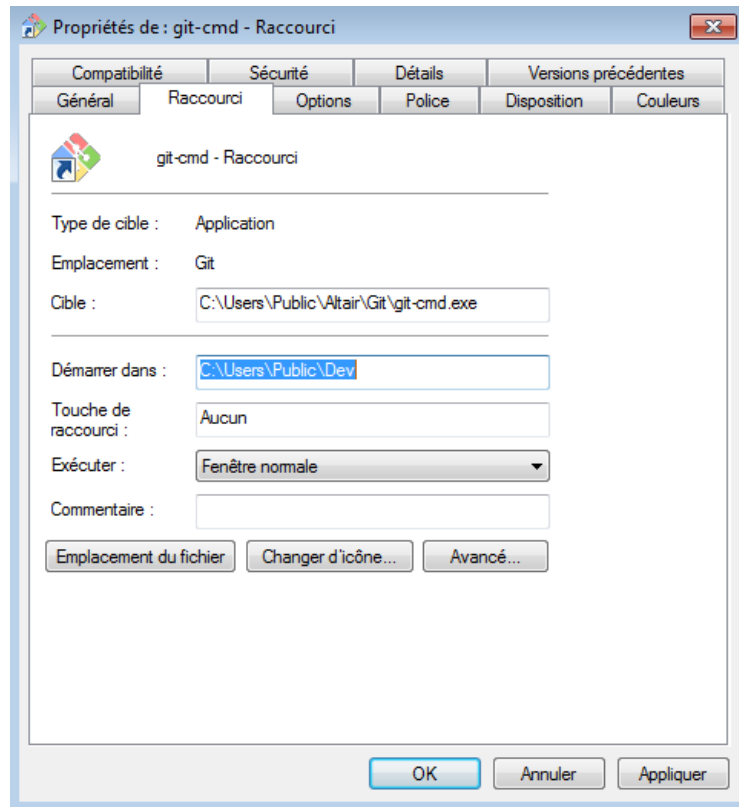 Propriétés de : git-cmd - Raccourci
Compatibilité Sécurité Détails Versions précédentes
Général Raccourci Options Police Disposition Couleurs
git-cmd - Raccourci
Type de cible : Application
Emplacement : Git
Cible : C:\Users\Public\Altair\Git\git-cmd.exe
Démarrer dans : C:\Users\Public\Dev
Touche de
raccourci : Aucun
Exécuter : Fenêtre normale
Commentaire :
Emplacement du fichier Changer d'icône... Avancé...
OK Annuler Appliquer